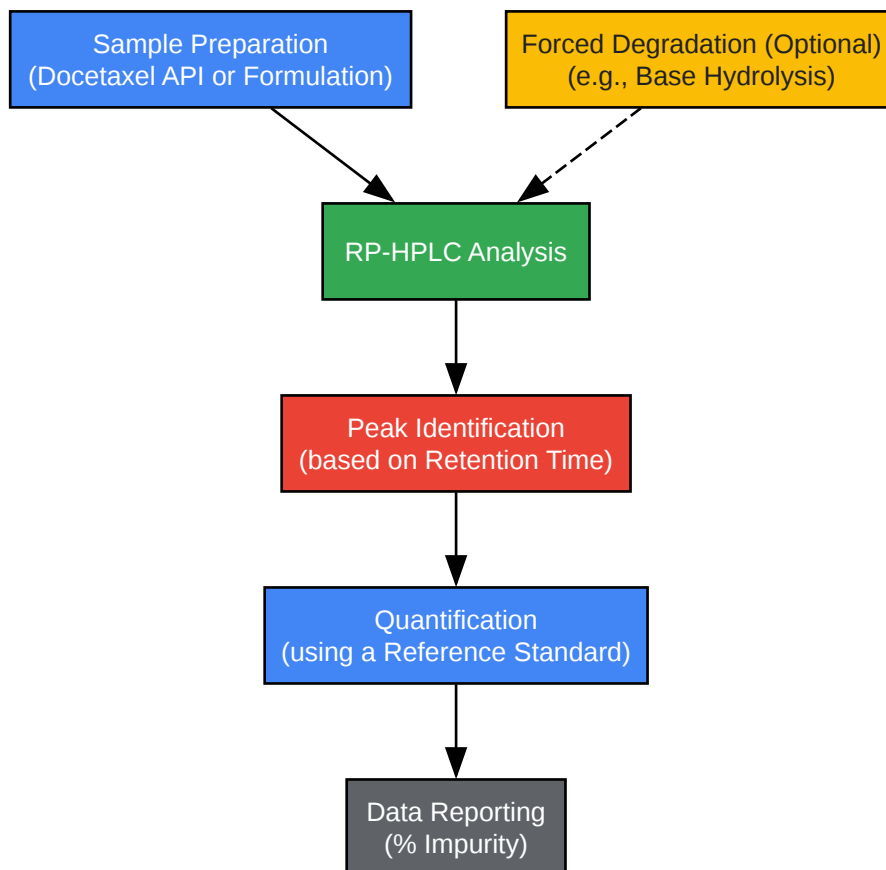 Sample Preparation
(Docetaxel API or Formulation)
Forced Degradation (Optional)
(e.g., Base Hydrolysis)
RP-HPLC Analysis
Peak Identification
(based on Retention Time)
Quantification
(using a Reference Standard)
Data Reporting
(% Impurity)